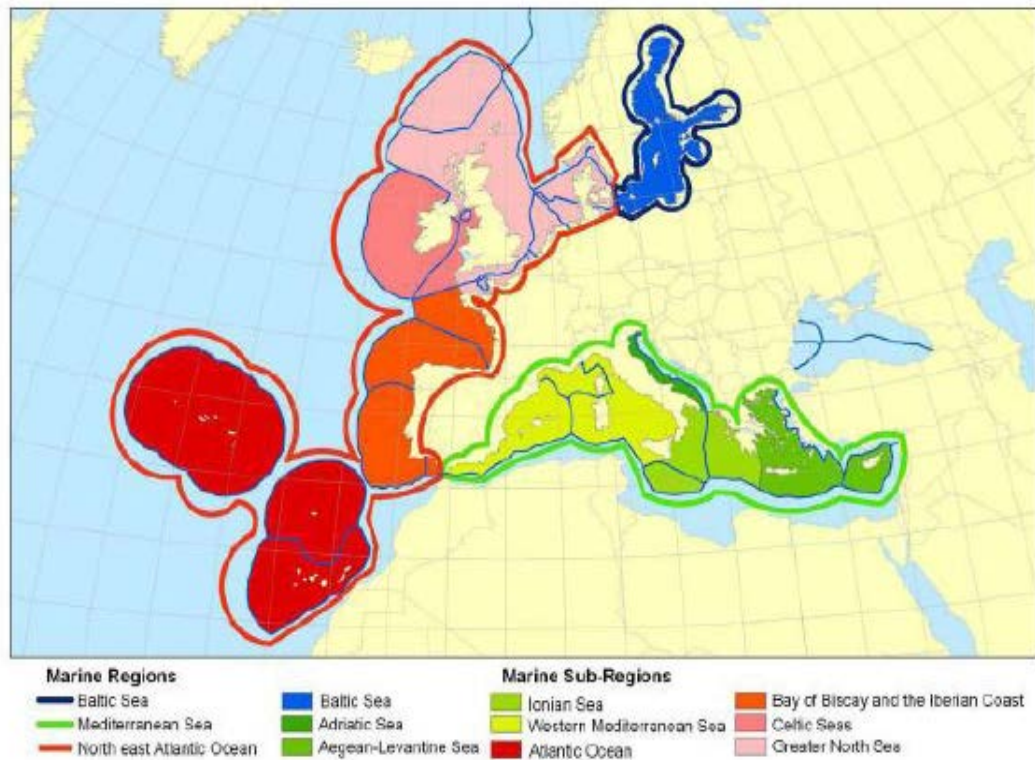 Marine Regions
Baltic Sea
Mediterranean Sea
North east Atlantic Ocean
Marine Sub-Regions
Baltic Sea
Adriatic Sea
Aegean-Levantine Sea
Ionian Sea
Western Mediterranean Sea
Atlantic Ocean
Bay of Biscay and the Iberian Coast
Celtic Seas
Greater North Sea